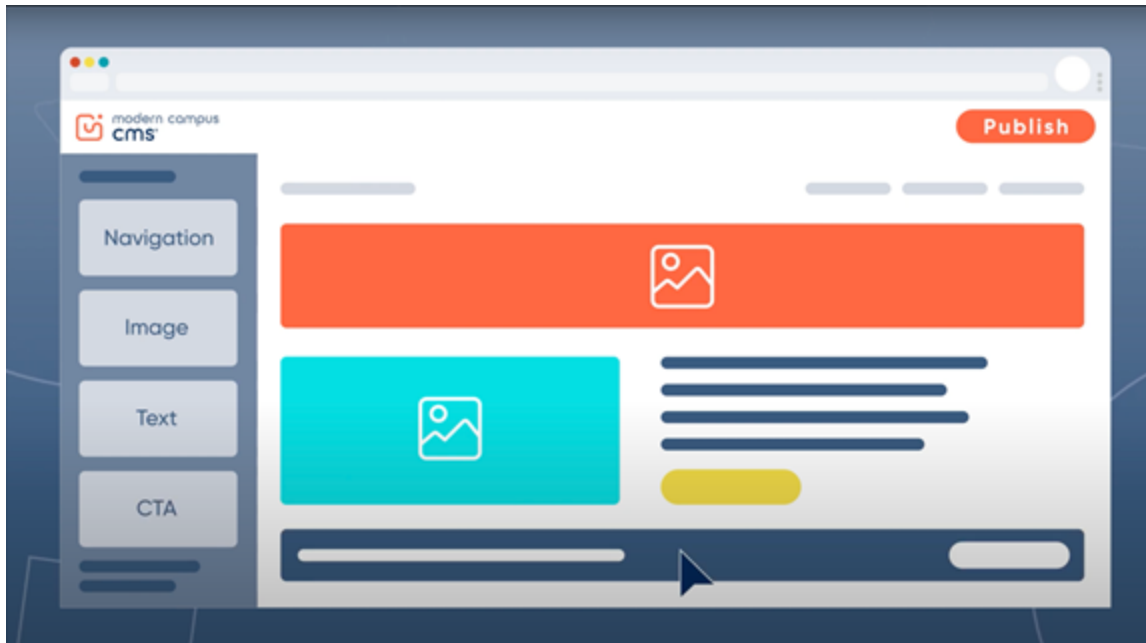 modern campus
cms
Publish
Navigation
Image
Text
CTA